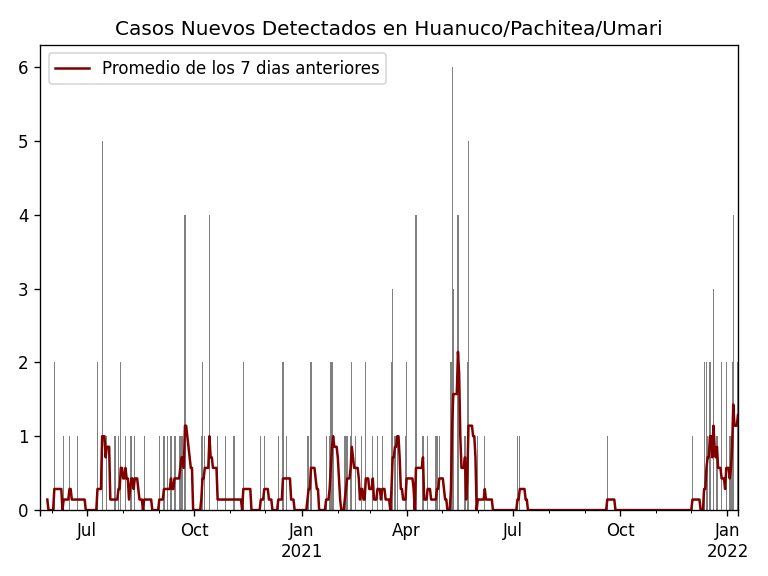 Casos Nuevos Detectados en Huanuco/Pachitea/Umari
Promedio de los 7 dias anteriores
6
5
4
3
2
1
0
Jul Oct Jan Apr Jul Oct Jan
2021 2022